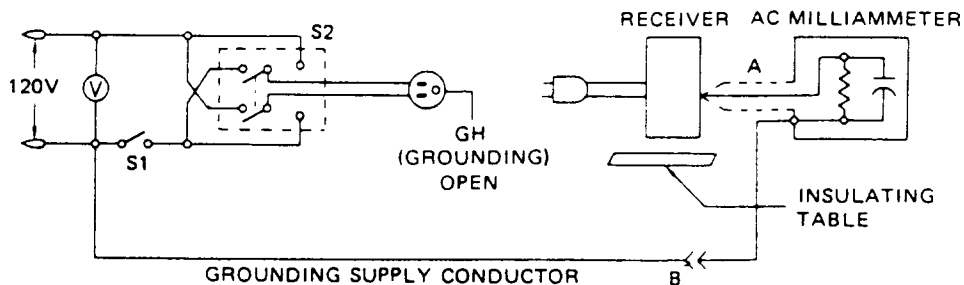 RECEIVER AC MILLIAMMETER
S2
A
120V
V
S1
GH
(GROUNDING)
OPEN
INSULATING
TABLE
GROUNDING SUPPLY CONDUCTOR
B